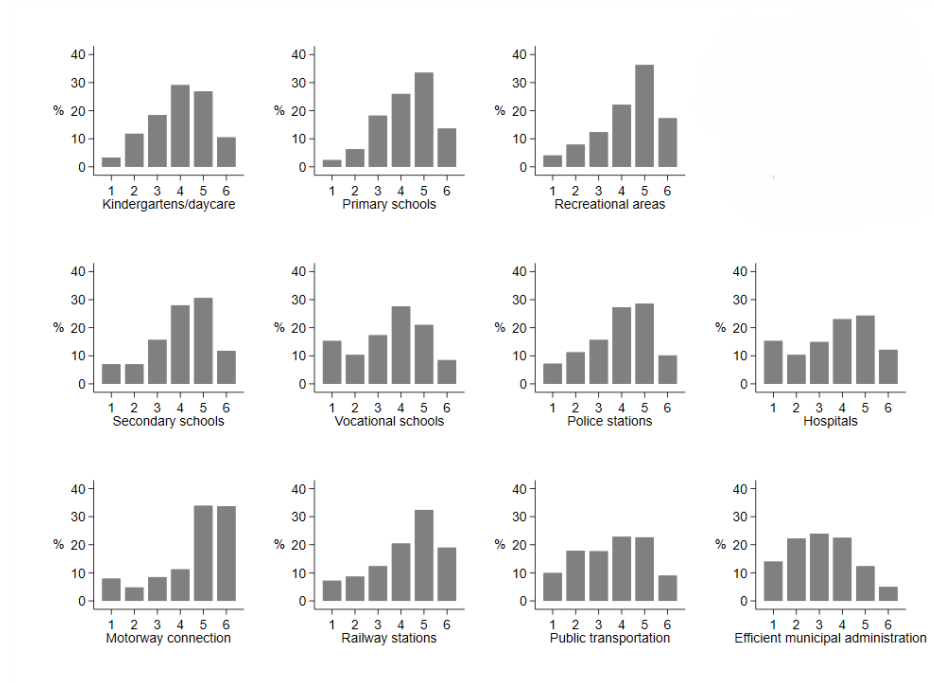 40 40 40
30 30 30
% 20 % 20 % 20
10 10 10
0 0 0
1 2 3 4 5 6 1 2 3 4 5 6 1 2 3 4 5 6
Kindergartens/daycare Primary schools Recreational areas
40 40 40 40
30 30 30 30
% 20 % 20 % 20 % 20
10 10 10 10
0 0 0 0
1 2 3 4 5 6 1 2 3 4 5 6 1 2 3 4 5 6 1 2 3 4 5 6
Secondary schools Vocational schools Police stations Hospitals
40 40 40 40
30 30 30 30
% 20 % 20 % 20 % 20
10 10 10 10
0 0 0 0
1 2 3 4 5 6 1 2 3 4 5 6 1 2 3 4 5 6 1 2 3 4 5 6
Motorway connection Railway stations Public transportation Efficient municipal administration